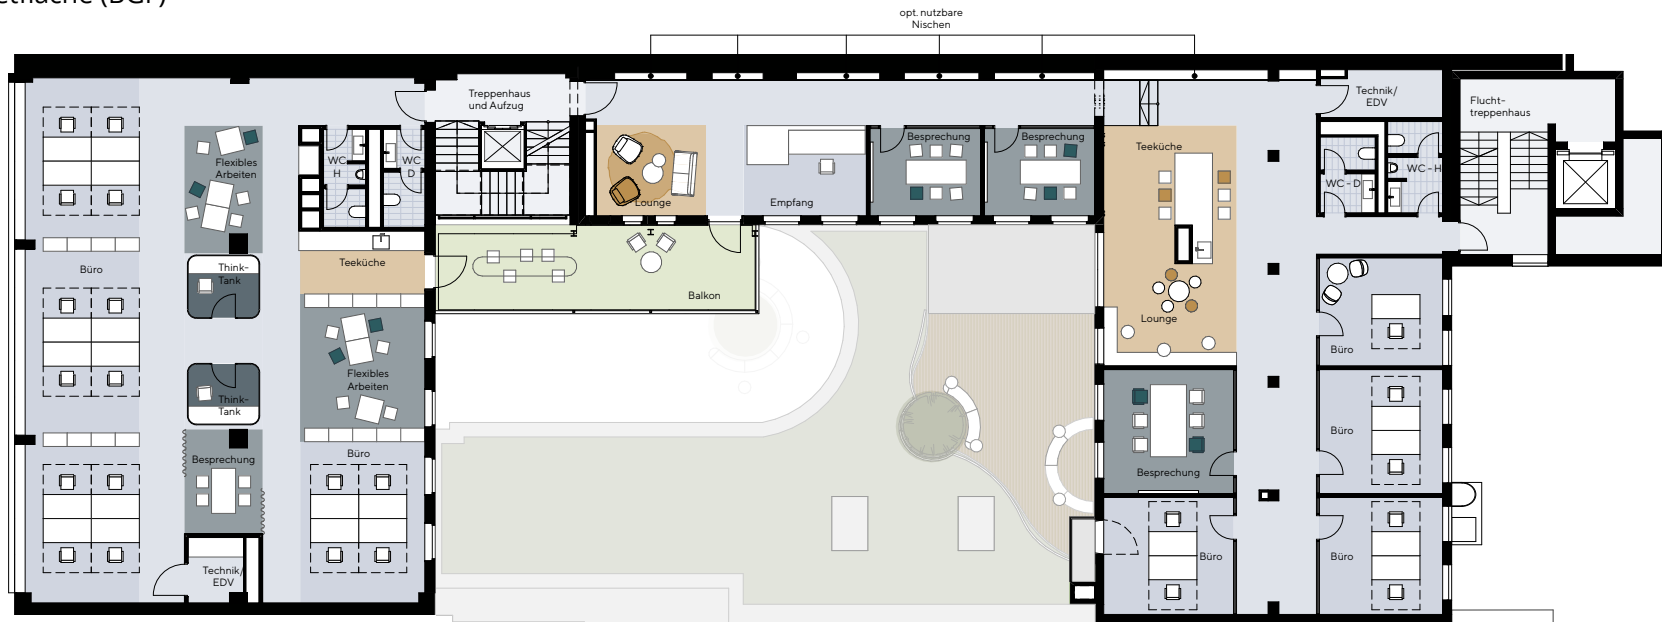 etfläche (BGF)
opt. nutzbare
Nischen
Treppenhaus
und Aufzug
Technik/
EDV
Flucht-
treppenhaus
Flexibles
Arbeiten
WC
H
WC
D
Lounge
Empfang
Besprechung
Besprechung
Teeküche
WC - D
WC - H
Büro
Think-
Tank
Teeküche
Balkon
Lounge
Büro
Flexibles
Arbeiten
Think-
Tank
Besprechung
Büro
Besprechung
Büro
Technik/
EDV
Büro
Büro